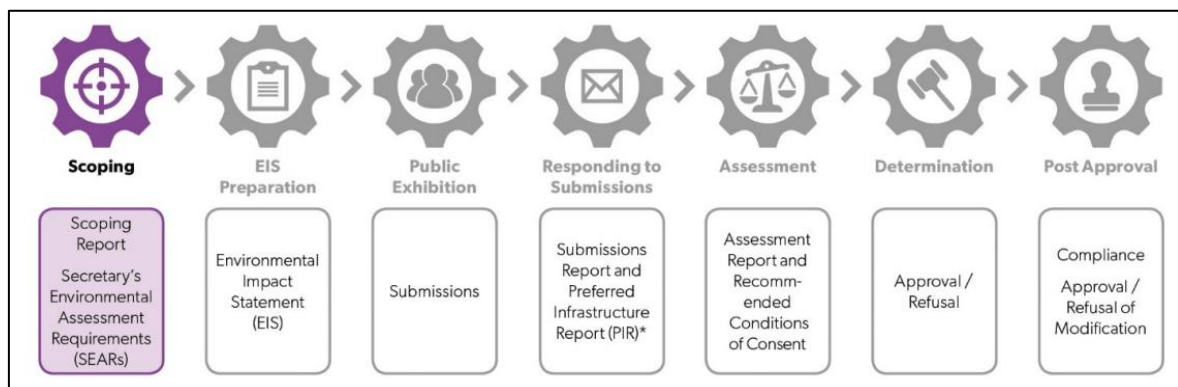 Scoping
EIS
Preparation
Public
Exhibition
Responding to
Submissions
Assessment
Determination
Post Approval
Scoping
Report
Secretary's
Environmental
Assessment
Requirements
(SEARs)
Environmental
Impact
Statement
(EIS)
Submissions
Submissions
Report and
Preferred
Infrastructure
Report (PIR)*
Assessment
Report and
Recomm-
ended
Conditions
of Consent
Approval /
Refusal
Compliance
Approval /
Refusal of
Modification